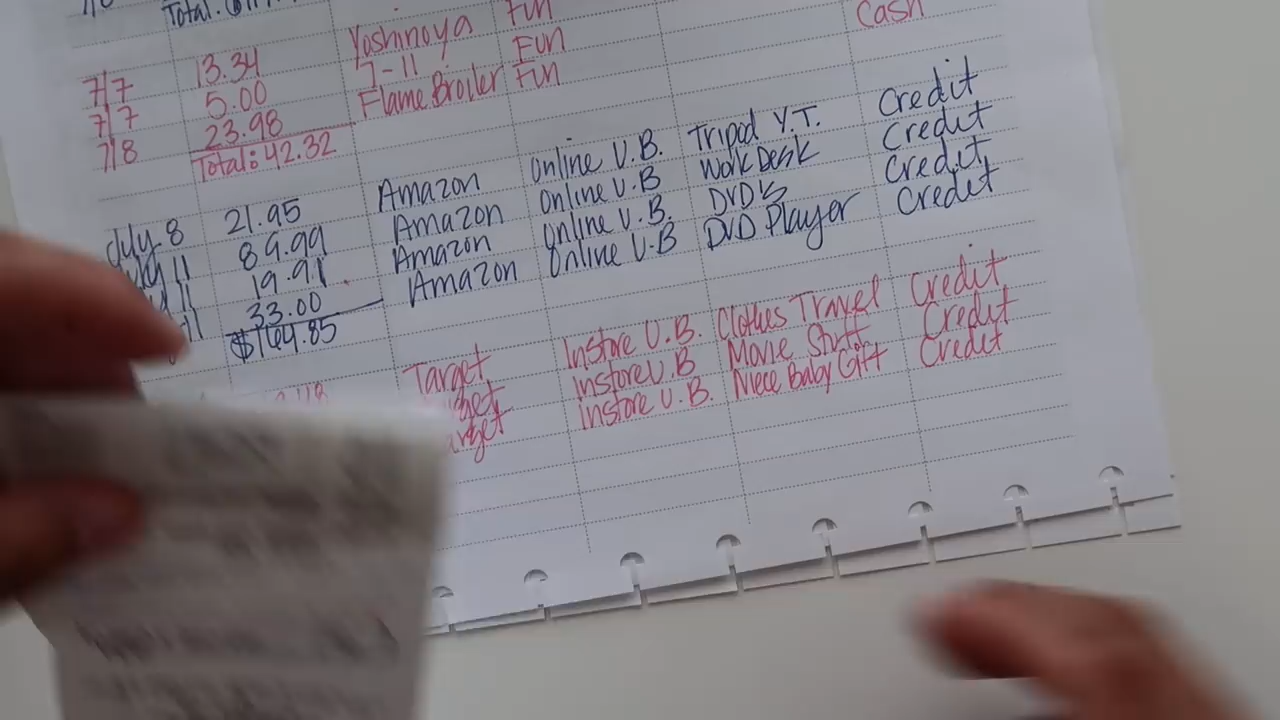 Total:
7/7 13.34 Yoshinoya Fun
7/7 5.00 7-11 Fun Cash
7/8 23.98 Flame Broiler Fun
Total: 42.32
July 8 21.95 Amazon Online U.B. Tripod Y.T. Credit
July 11 89.99 Amazon Online U.B Work Desk Credit
11 19.91 Amazon Online U.B. DVD's Credit
33.00 Amazon Online U-B DVD Player Credit
$164.85
Target Instore U.B. Clothes Travel Credit
Instore U.B Movie Stuff Credit
Instore U.B. Niece Baby Gift Credit